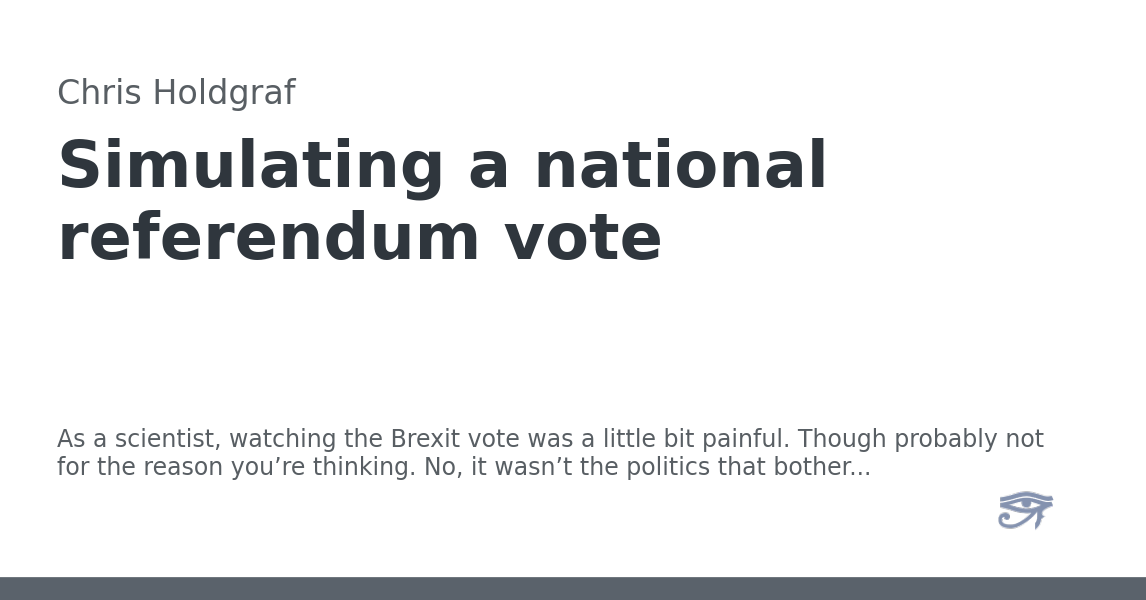 Chris Holdgraf
Simulating a national
referendum vote
As a scientist, watching the Brexit vote was a little bit painful. Though probably not
for the reason you’re thinking. No, it wasn’t the politics that bother...